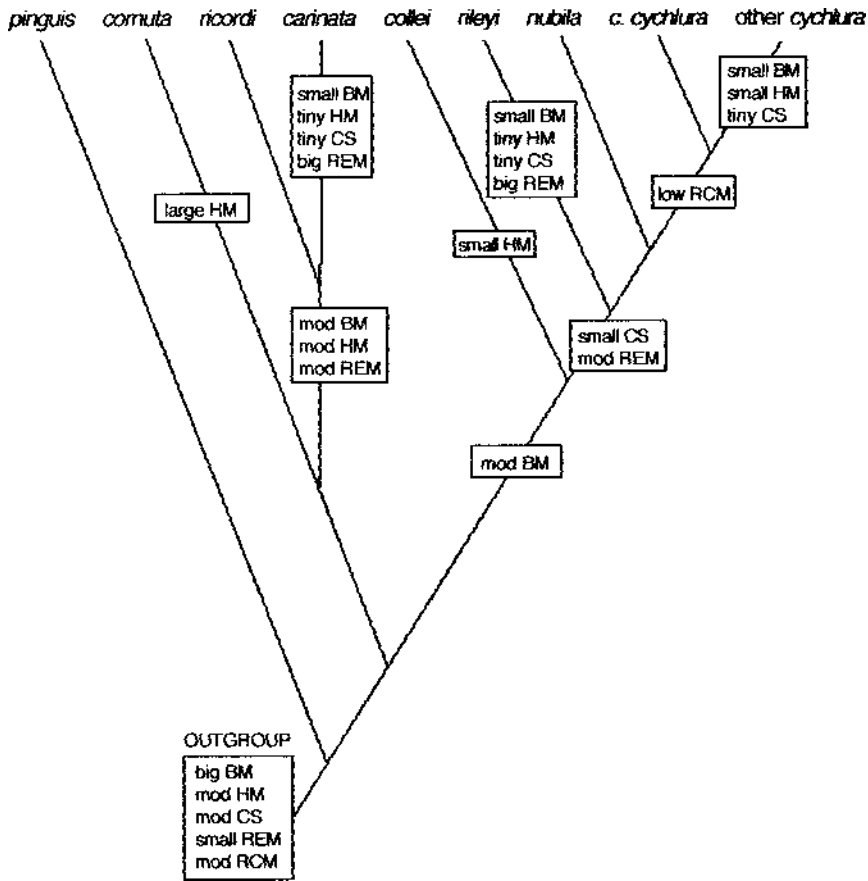 pinguis cornuta ricordi carinata collei rileyi nubila c. cychlura other cychlura
small BM
tiny HM
tiny CS
big REM
small BM
tiny HM
tiny CS
big REM
small BM
small HM
tiny CS
large HM
low RCM
small HM
mod BM
mod HM
mod REM
small CS
mod REM
mod BM
OUTGROUP
big BM
mod HM
mod CS
small REM
mod RCM